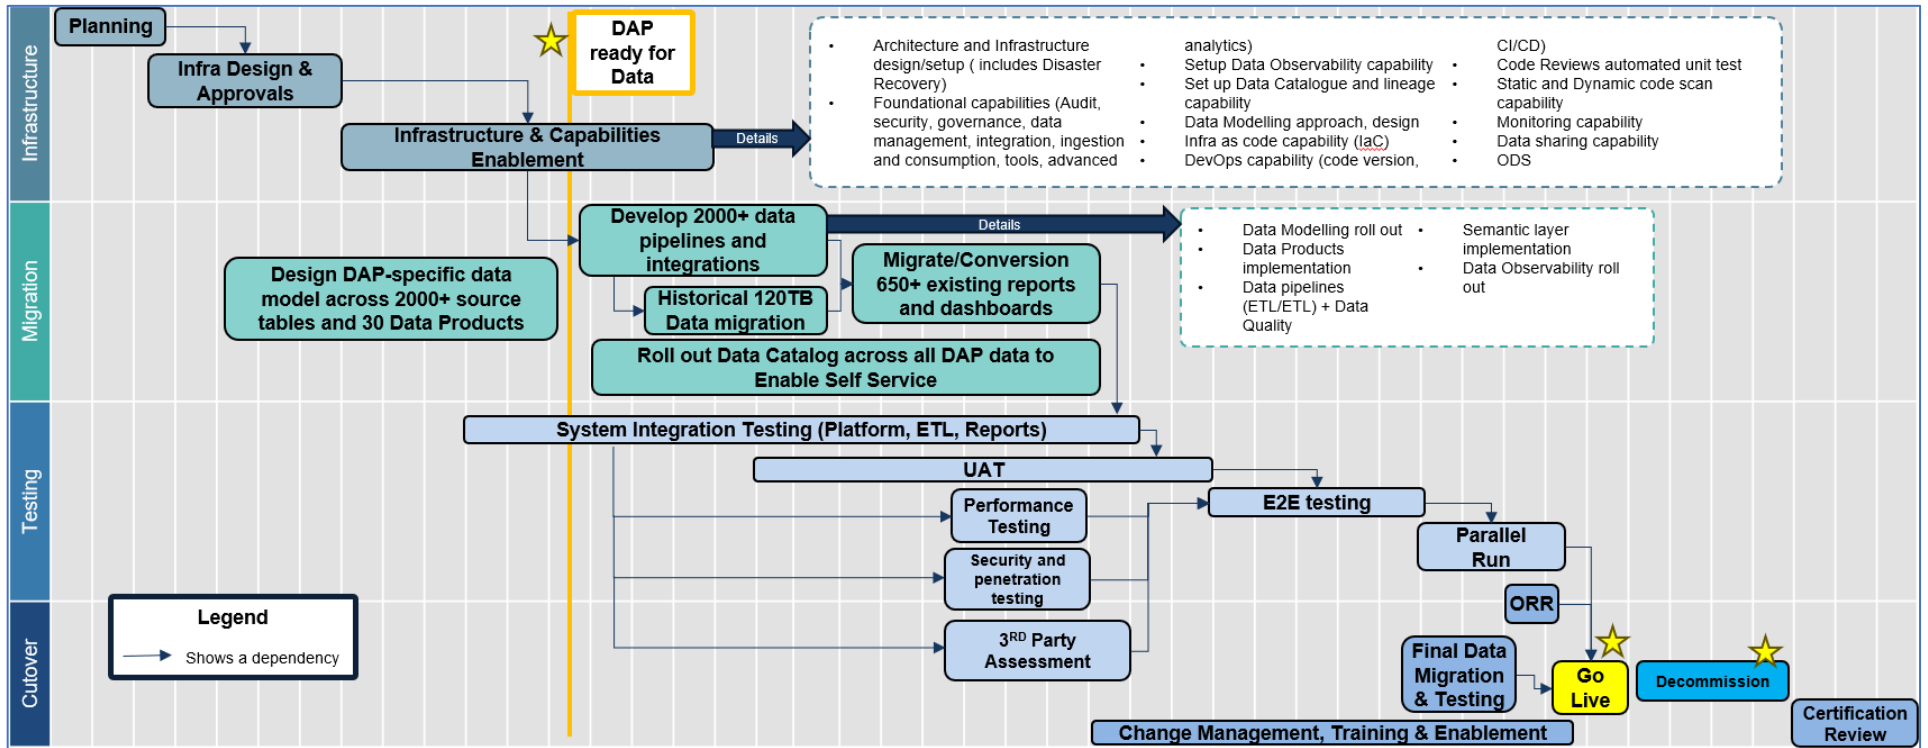 Infrastructure
Planning
Infra Design &
Approvals
Infrastructure & Capabilities
Enablement
DAP
ready for
Data
Details
• Architecture and Infrastructure
design/setup ( includes Disaster
Recovery)
• Foundational capabilities (Audit,
security, governance, data
management, integration, ingestion
and consumption, tools, advanced
analytics)
• Setup Data Observability capability
• Set up Data Catalogue and lineage
capability
• Data Modelling approach, design
• Infra as code capability (IaC)
• DevOps capability (code version,
CI/CD)
• Code Reviews automated unit test
• Static and Dynamic code scan
capability
• Monitoring capability
• Data sharing capability
• ODS
Migration
Design DAP-specific data
model across 2000+ source
tables and 30 Data Products
Develop 2000+ data
pipelines and
integrations
Historical 120TB
Data migration
Migrate/Conversion
650+ existing reports
and dashboards
Roll out Data Catalog across all DAP data to
Enable Self Service
Details
• Data Modelling roll out
• Data Products
implementation
• Data pipelines
(ETL/ETL) + Data
Quality
• Semantic layer
implementation
• Data Observability roll
out
Testing
System Integration Testing (Platform, ETL, Reports)
UAT
Performance
Testing
Security and
penetration
testing
E2E testing
Parallel
Run
Cutover
Legend
Shows a dependency
3RD Party
Assessment
ORR
Final Data
Migration
& Testing
Go
Live
Decommission
Certification
Review
Change Management, Training & Enablement